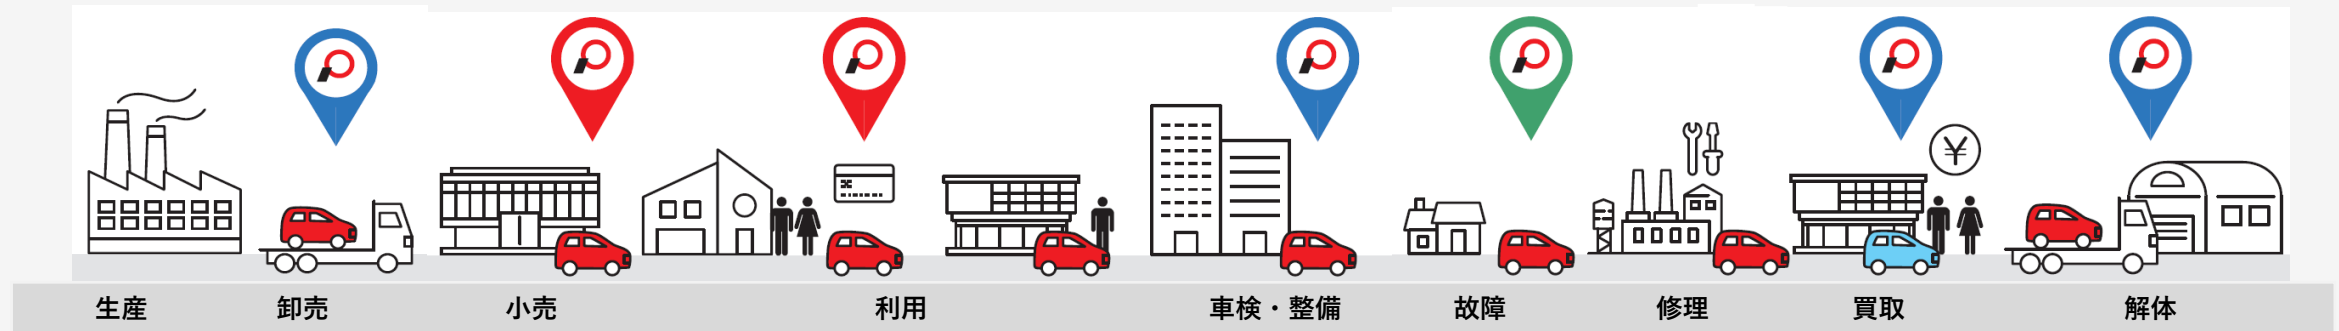 ¥
生産 卸売 小売 利用 車検・整備 故障 修理 買取 解体